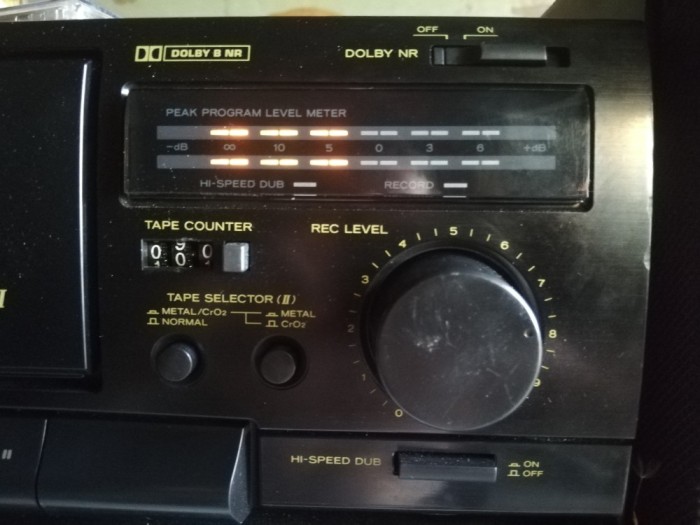 OFF ON
DOLBY B NR
DOLBY NR
PEAK PROGRAM LEVEL METER
-dB ∞ 10 5 0 3 6 +dB
HI-SPEED DUB
RECORD
TAPE COUNTER
REC LEVEL
0 0
TAPE SELECTOR (II)
METAL/CrO2
NORMAL
METAL
CrO2
0 1 2 3 4 5 6 7 8 9
II
HI-SPEED DUB
ON
OFF